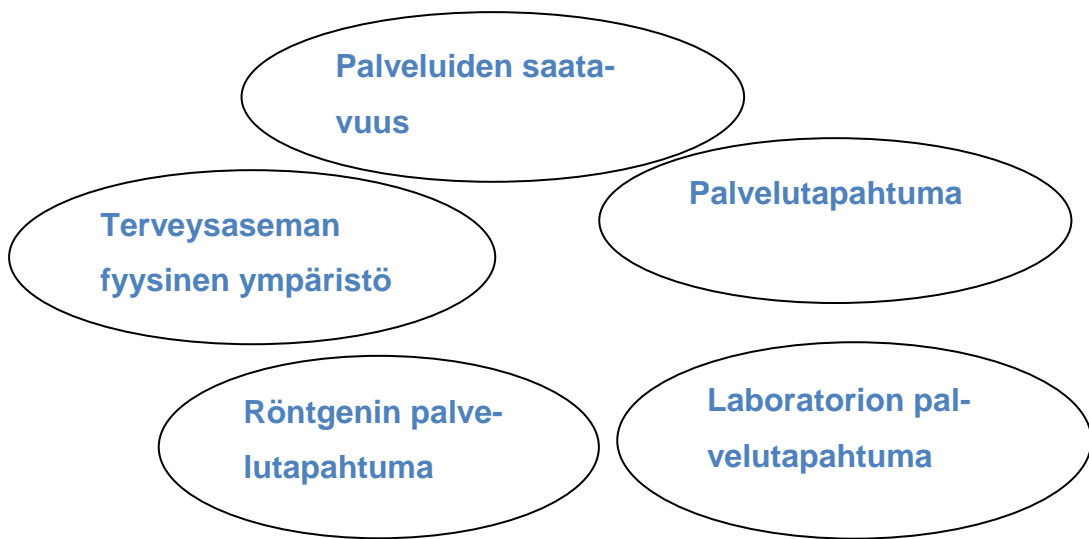 Palveluiden saata-
vuus
Palvelutapahtuma
Terveysaseman
fyysinen ympäristö
Röntgenin palve-
lutapahtuma
Laboratorion pal-
velutapahtuma